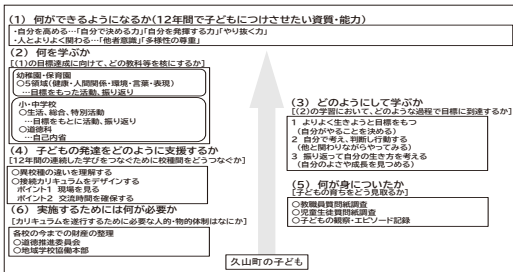 (1) 何ができるようになるか(12年間で子どもにつけさせたい資質・能力)
・自分を高める…「自分で決める力」「自分を発揮する力」「やり抜く力」
・人とよりよく関わる…「他者意識」「多様性の尊重」
(2) 何を学ぶか
[(1)の目標達成に向けて、どの教科等を核にするか]
幼稚園・保育園
○5領域(健康・人間関係・環境・言葉・表現)
…目標をもった活動、振り返り
小・中学校
○生活、総合、特別活動
…目標をもとに活動、振り返り
○道徳科
…自己内省
(3) どのようにして学ぶか
[(2)の学習において、どのような過程で目標に到達するか]
1 よりよく生きようと目標をもつ
(自分がやることを決める)
2 自分で考え、判断し行動する
(他と関わりながらやってみる)
3 振り返って自分の生き方を考える
(自分のよさや成長を見つめる)
(4) 子どもの発達をどのように支援するか
[12年間の連続した学びをつなぐために校種間をどうつなぐか]
○異校種の違いを理解する
○接続カリキュラムをデザインする
ポイント1 現場を見る
ポイント2 交流時間を確保する
(5) 何が身についたか
[子どもの育ちをどう見取るか]
○教職員質問紙調査
○児童生徒質問紙調査
○子どもの観察・エピソード記録
(6) 実施するためには何が必要か
[カリキュラムを遂行するために必要な人的・物的体制はなにか]
各校の今までの財産の整理
○道徳推進委員会
○地域学校協働本部
久山町の子ども